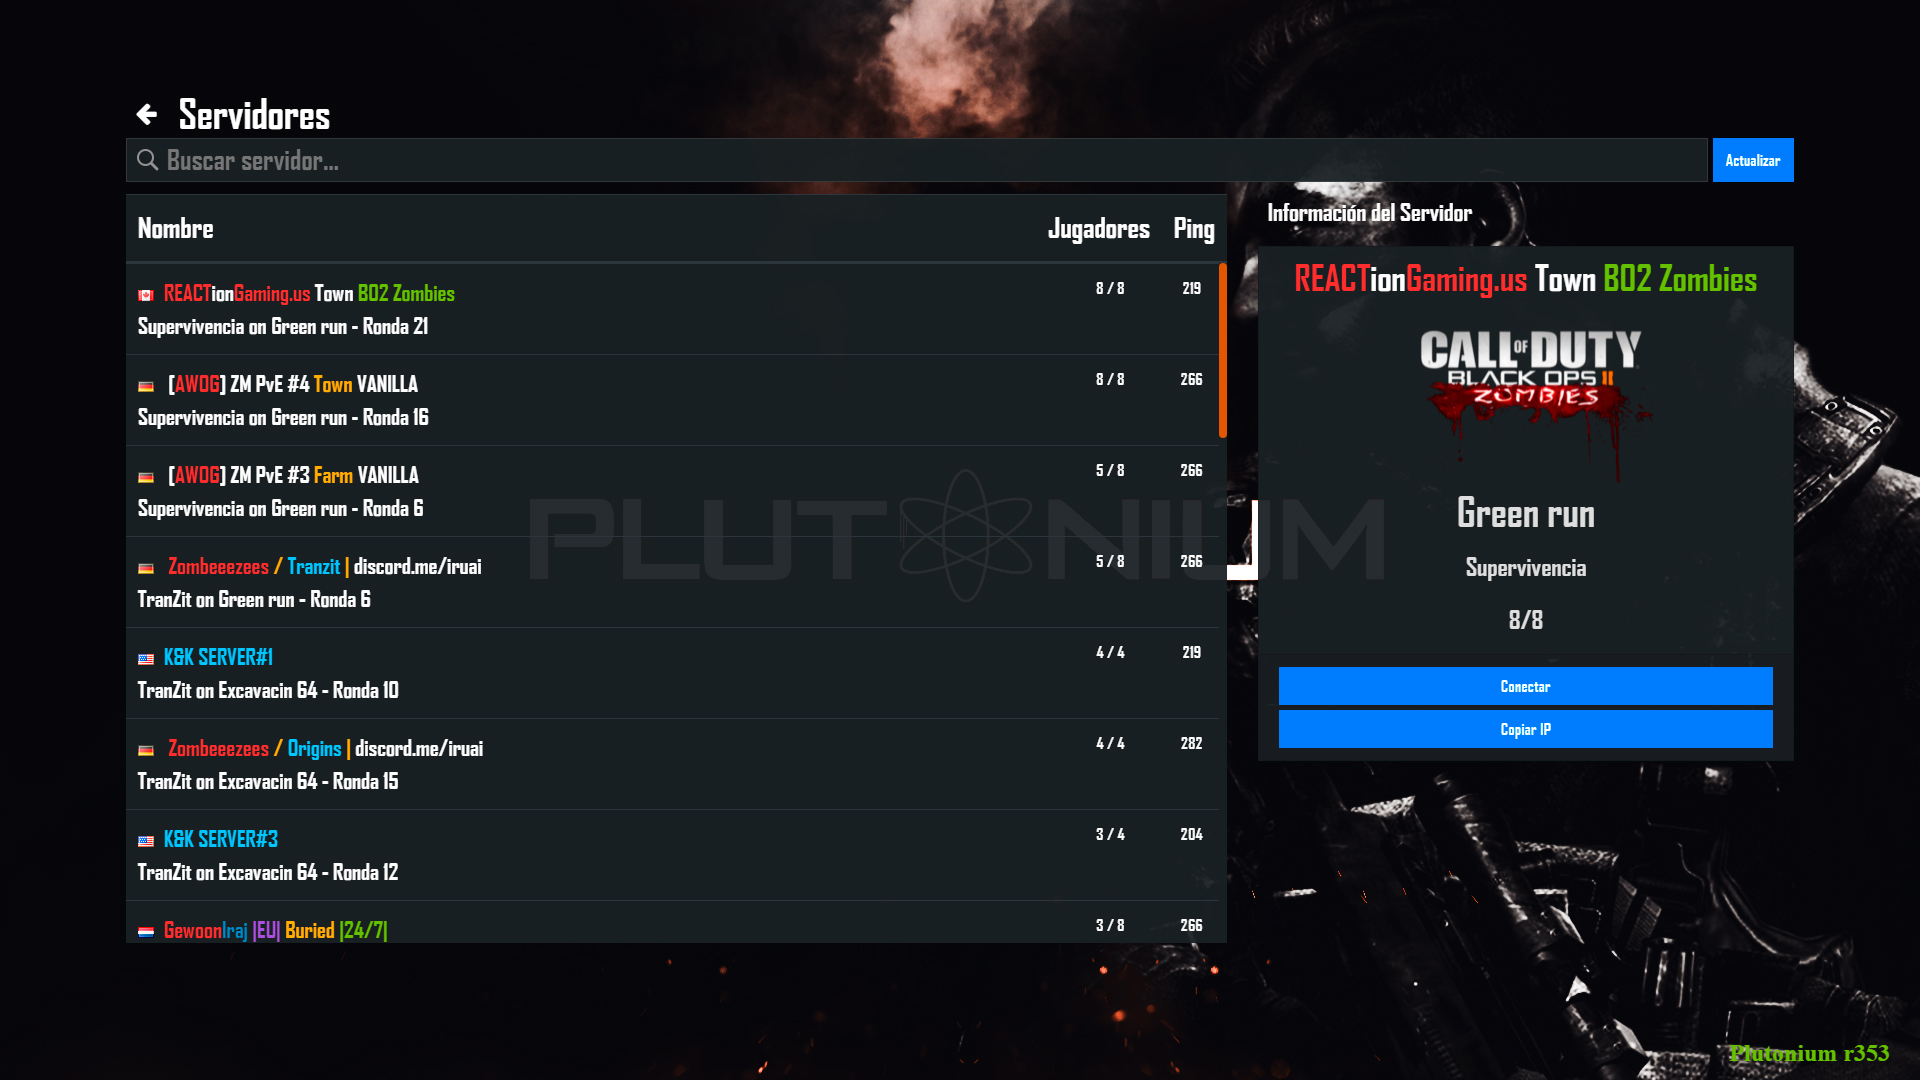 Servidores
Buscar servidor...
Actualizar
Nombre Jugadores Ping
REACTionGaming.us Town BO2 Zombies 8 / 8 219
Supervivencia on Green run - Ronda 21
[AWOG] ZM PvE #4 Town VANILLA 8 / 8 266
Supervivencia on Green run - Ronda 16
[AWOG] ZM PvE #3 Farm VANILLA 5 / 8 266
Supervivencia on Green run - Ronda 6
Zombeeezees / Tranzit | discord.me/iruai 5 / 8 266
TranZit on Green run - Ronda 6
K&K SERVER#1 4 / 4 219
TranZit on Excavacin 64 - Ronda 10
Zombeeezees / Origins | discord.me/iruai 4 / 4 282
TranZit on Excavacin 64 - Ronda 15
K&K SERVER#3 3 / 4 204
TranZit on Excavacin 64 - Ronda 12
GewoonIraj |EU| Buried |24/7| 3 / 8 266
PLUTONIUM
Información del Servidor
REACTionGaming.us Town BO2 Zombies
CALL OF DUTY
BLACK OPS II
ZOMBIES
Green run
Supervivencia
8/8
Conectar
Copiar IP
Plutonium r353